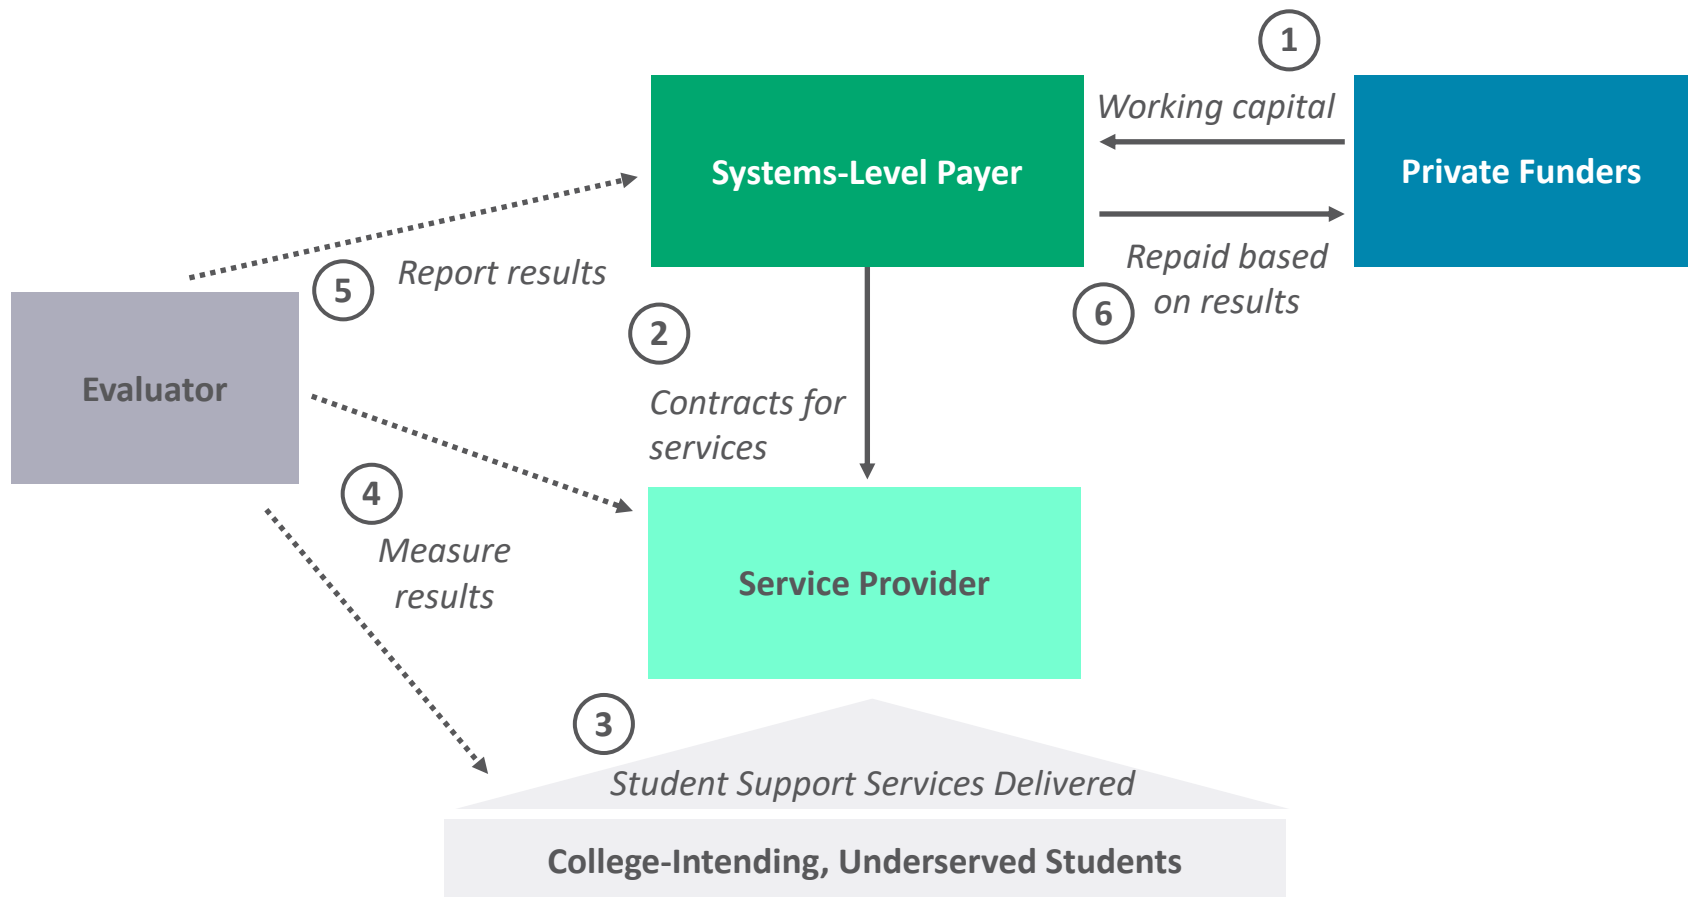 1
Working capital
Systems-Level Payer
Private Funders
Repaid based
on results
6
5
Report results
2
Evaluator
Contracts for
services
4
Measure
results
Service Provider
3
Student Support Services Delivered
College-Intending, Underserved Students